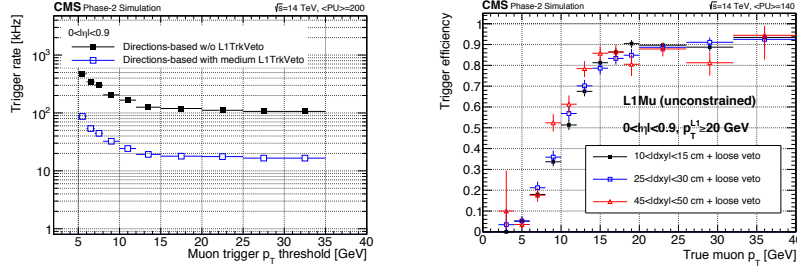 CMS Phase-2 Simulation √s=14 TeV, <PU>=200
Trigger rate [kHz]
0<|η|<0.9
Directions-based w/o L1TrkVeto
Directions-based with medium L1TrkVeto
10³
10²
10
1
0 5 10 15 20 25 30 35 40
Muon trigger p_T threshold [GeV]
CMS Phase-2 Simulation √s=14 TeV, <PU>=140
Trigger efficiency
0.9
0.8
0.7
0.6
0.5
0.4
0.3
0.2
0.1
0
L1Mu (unconstrained)
0<|η|<0.9, p_T^L1≥20 GeV
10<|dxy|<15 cm + loose veto
25<|dxy|<30 cm + loose veto
45<|dxy|<50 cm + loose veto
0 5 10 15 20 25 30 35 40
True muon p_T [GeV]